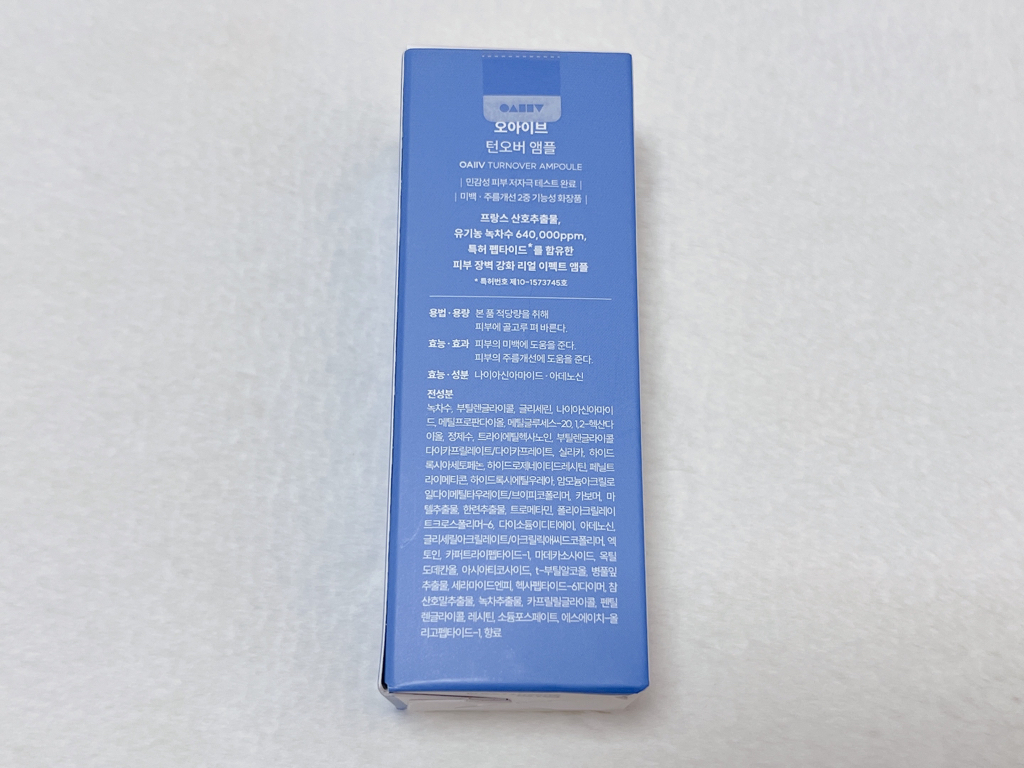 OAIIV
오아이브
턴오버 앰플
OAIIV TURNOVER AMPOULE
| 민감성 피부 저자극 테스트 완료 |
| 미백 · 주름개선 2중 기능성 화장품 |
프랑스 산호추출물,
유기농 녹차수 640,000ppm,
특허 펩타이드*를 함유한
피부 장벽 강화 리얼 이펙트 앰플
* 특허번호 제10-1573745호
용법 · 용량 본 품 적당량을 취해
피부에 골고루 펴 바른다.
효능 · 효과 피부의 미백에 도움을 준다.
피부의 주름개선에 도움을 준다.
효능 · 성분 나이아신아마이드 · 아데노신
전성분
녹차수, 부틸렌글라이콜, 글리세린, 나이아신아마이
드, 메틸프로판다이올, 메틸글루세스-20, 1,2-헥산다
이올, 정제수, 트라이에틸헥사노인, 부틸렌글라이콜
다이카프릴레이트/다이카프레이트, 실리카, 하이드
록시아세토페논, 하이드로제네이티드레시틴, 페닐트
라이메티콘, 하이드록시에틸우레아, 암모늄아크릴로
일다이메틸타우레이트/브이피코폴리머, 카보머, 마
텔추출물, 한련추출물, 트로메타민, 폴리아크릴레이
트크로스폴리머-6, 다이소듐이디티에이, 아데노신,
글리세릴아크릴레이트/아크릴릭애씨드코폴리머, 엑
토인, 카퍼트라이펩타이드-1, 마데카소사이드, 옥틸
도데칸올, 아시아티코사이드, t-부틸알코올, 병풀잎
추출물, 세라마이드엔피, 헥사펩타이드-61다이머, 참
산호말추출물, 녹차추출물, 카프릴릴글라이콜, 펜틸
렌글라이콜, 레시틴, 소듐포스페이트, 에스에이치-올
리고펩타이드-1, 향료